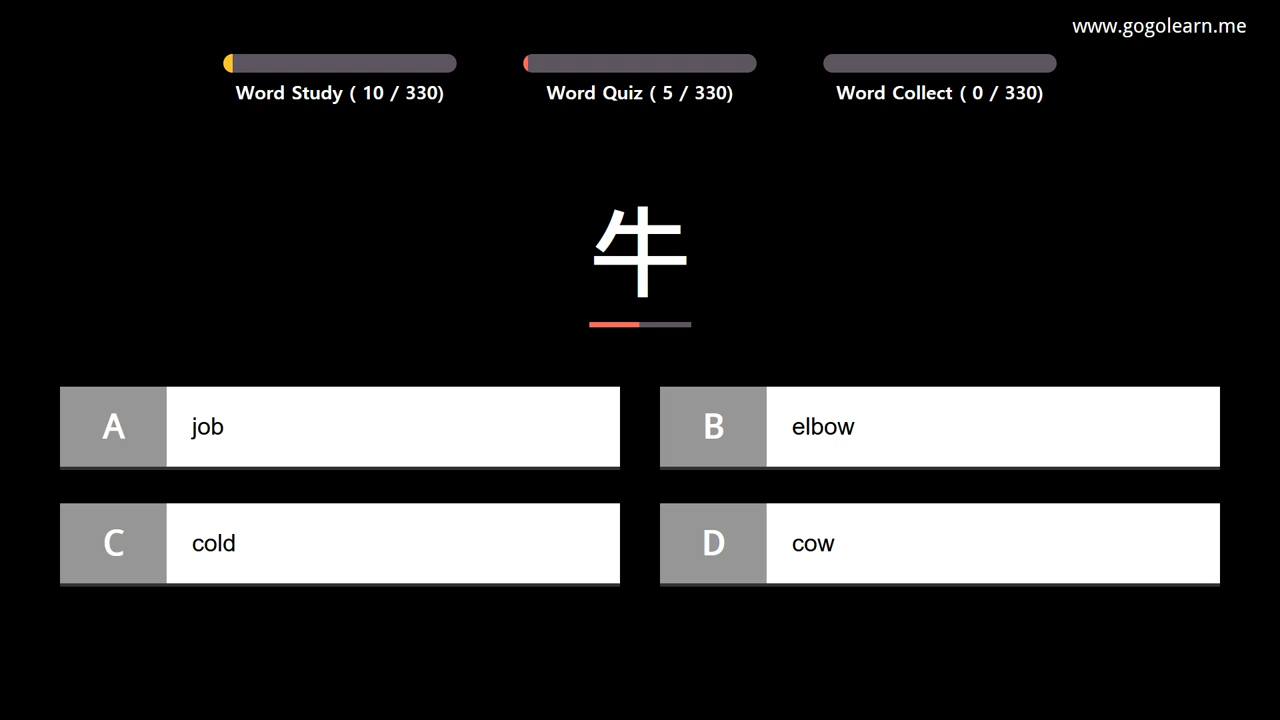 www.gogolearn.me
Word Study ( 10 / 330)
Word Quiz ( 5 / 330)
Word Collect ( 0 / 330)
牛
A job
B elbow
C cold
D cow